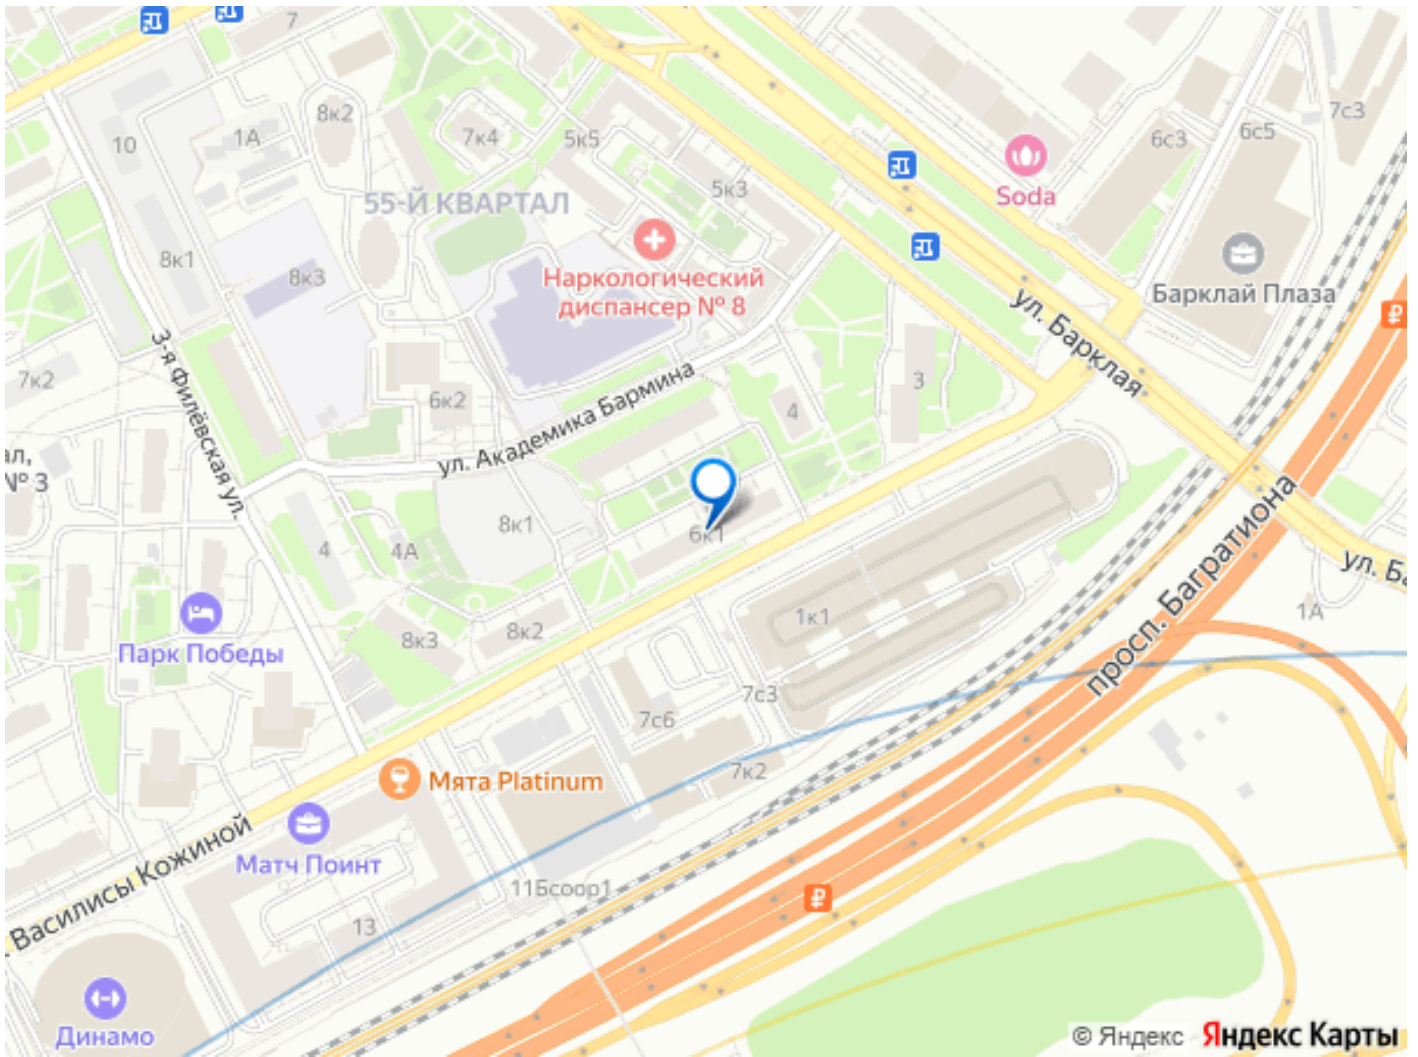 7
8к2
7к4
5к5
1А
10
7с3
6с3
6с5
5к3
Soda
55-Й КВАРТАЛ
8к1
8к3
Наркологический
диспансер № 8
Барклай Плаза
ул. Барклая
3-я Филёвская ул.
7к2
6к2
3
4
ул. Академика Бармина
ал,
№ 3
8к1
6к1
4
4А
просп. Багратиона
ул. Ба
1А
1к1
8к2
8к3
Парк Победы
7с3
7с6
7к2
Мята Platinum
Матч Поинт
Василисы Кожиной
11Бсоор1
13
Динамо
© Яндекс Яндекс Карты